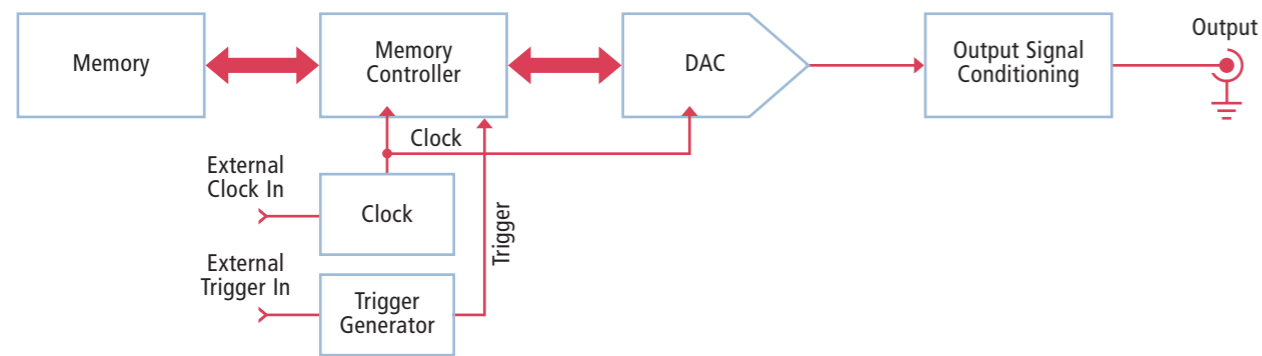 Memory
Memory
Controller
DAC
Output Signal
Conditioning
Output
Clock
External
Clock In
Clock
Trigger
External
Trigger In
Trigger
Generator